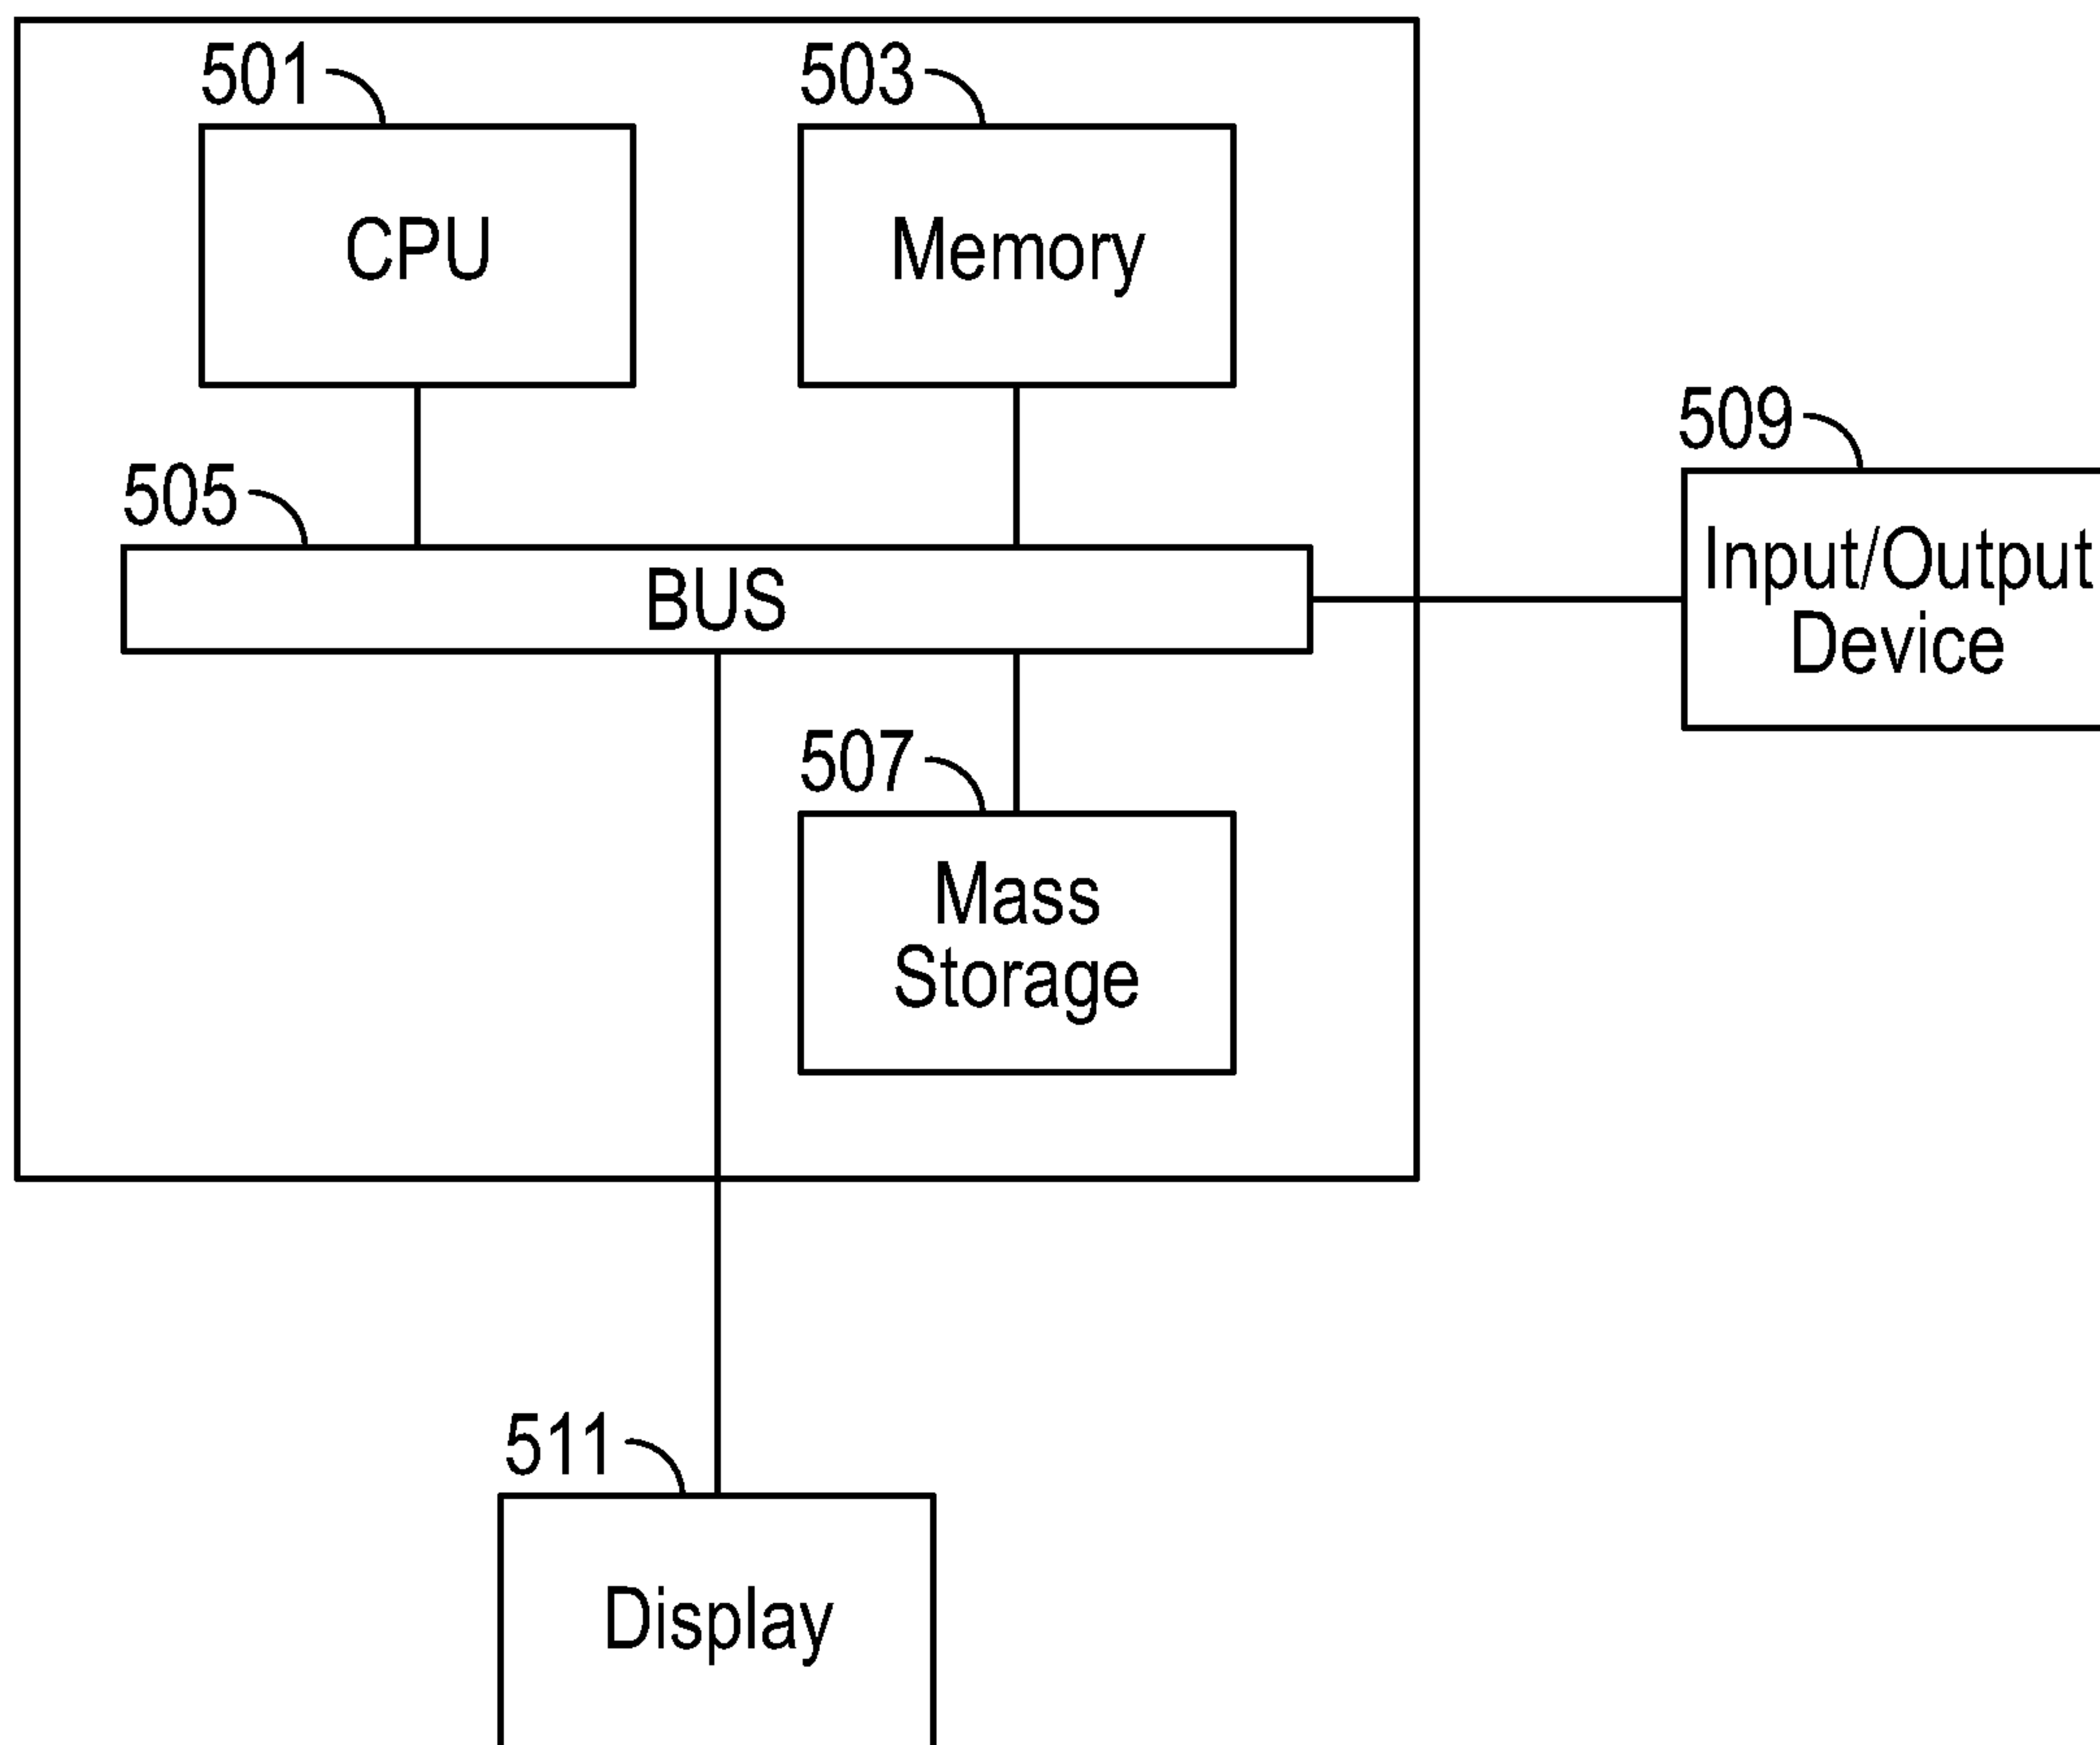 501
503
CPU
Memory
509
505
Input/Output
Device
BUS
507
Mass
Storage
511
Display